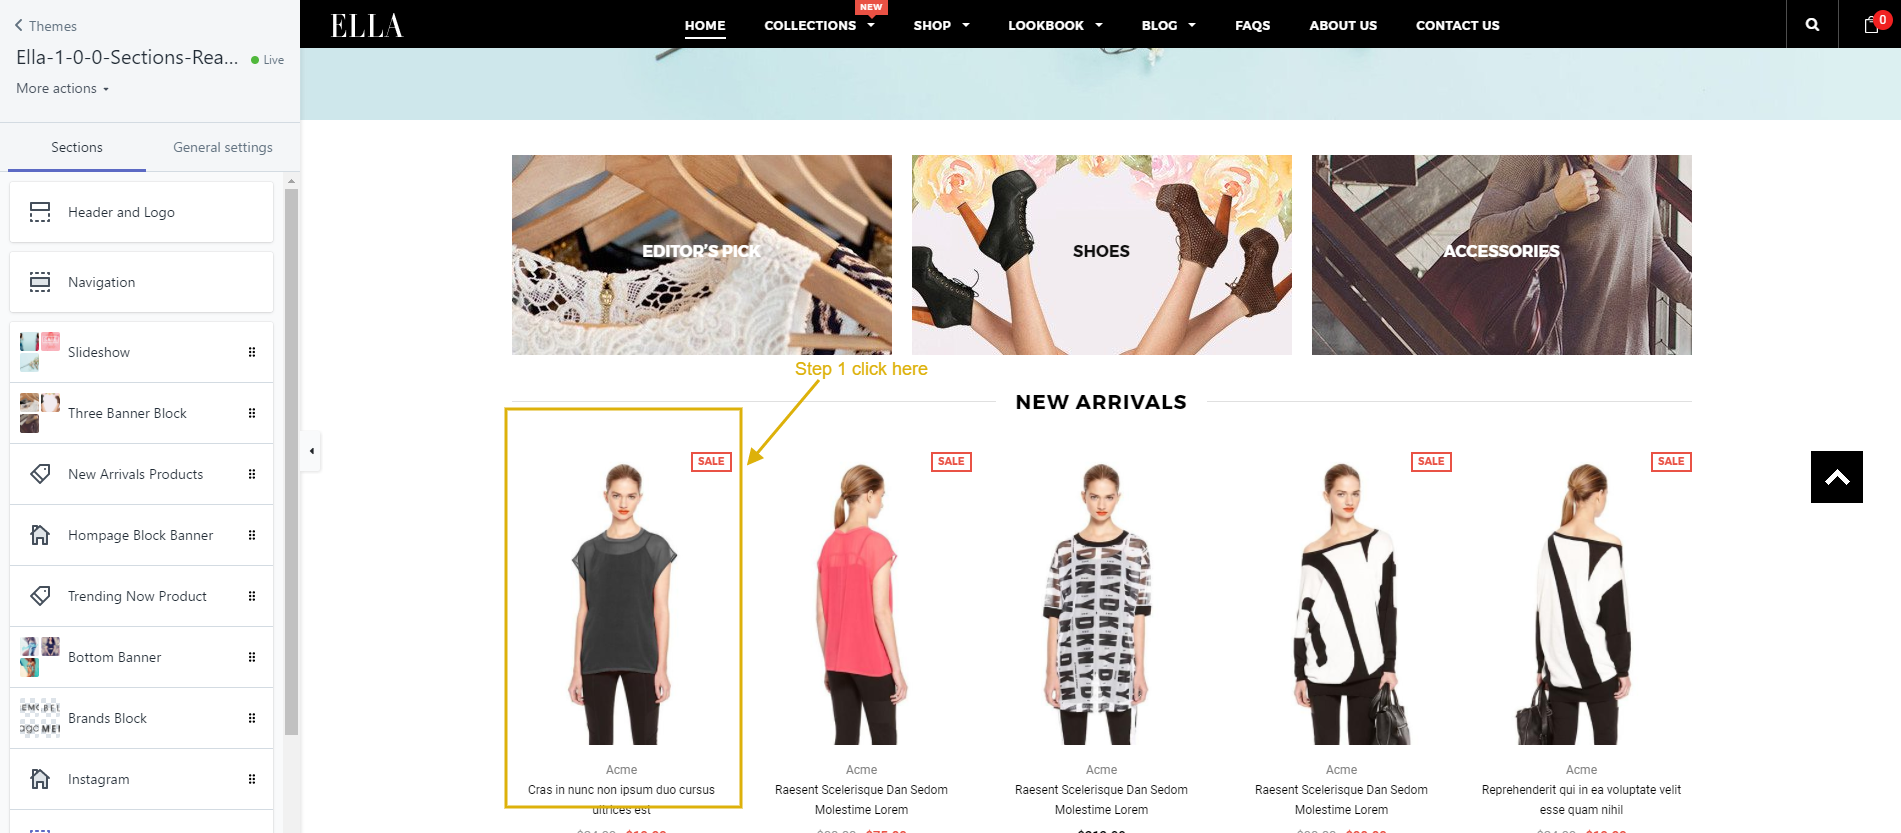 Themes
Ella-1-0-0-Sections-Rea...
Live
More actions
Sections
General settings
Header and Logo
Navigation
Slideshow
Three Banner Block
New Arrivals Products
Hompage Block Banner
Trending Now Product
Bottom Banner
Brands Block
Instagram
ELLA
HOME
COLLECTIONS
NEW
SHOP
LOOKBOOK
BLOG
FAQS
ABOUT US
CONTACT US
0
EDITOR'S PICK
SHOES
ACCESSORIES
Step 1 click here
NEW ARRIVALS
SALE
SALE
SALE
SALE
Acme
Cras in nunc non ipsum duo cursus
ultrices est
Acme
Raesent Scelerisque Dan Sedom
Molestime Lorem
Acme
Raesent Scelerisque Dan Sedom
Molestime Lorem
Acme
Raesent Scelerisque Dan Sedom
Molestime Lorem
Acme
Reprehenderit qui in ea voluptate velit
esse quam nihil